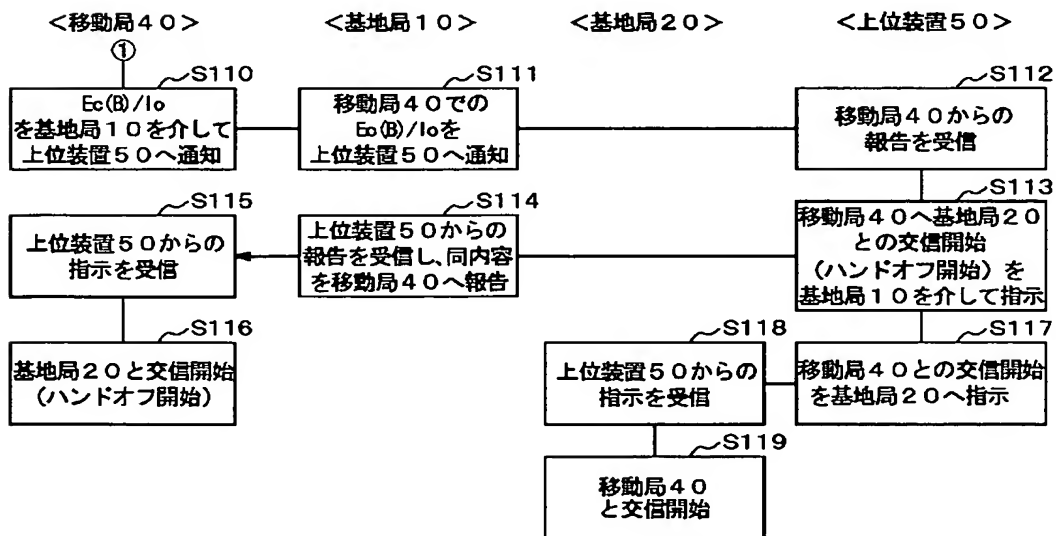 <移動局40>
<基地局10>
<基地局20>
<上位装置50>
①
S110
Ec(B)/Io
を基地局10を介して
上位装置50へ通知
S111
移動局40での
Ec(B)/Ioを
上位装置50へ通知
S112
移動局40からの
報告を受信
S115
上位装置50からの
指示を受信
S114
上位装置50からの
報告を受信し、同内容
を移動局40へ報告
S113
移動局40へ基地局20
との交信開始
(ハンドオフ開始)を
基地局10を介して指示
S116
基地局20と交信開始
(ハンドオフ開始)
S118
上位装置50からの
指示を受信
S117
移動局40との交信開始
を基地局20へ指示
S119
移動局40
と交信開始